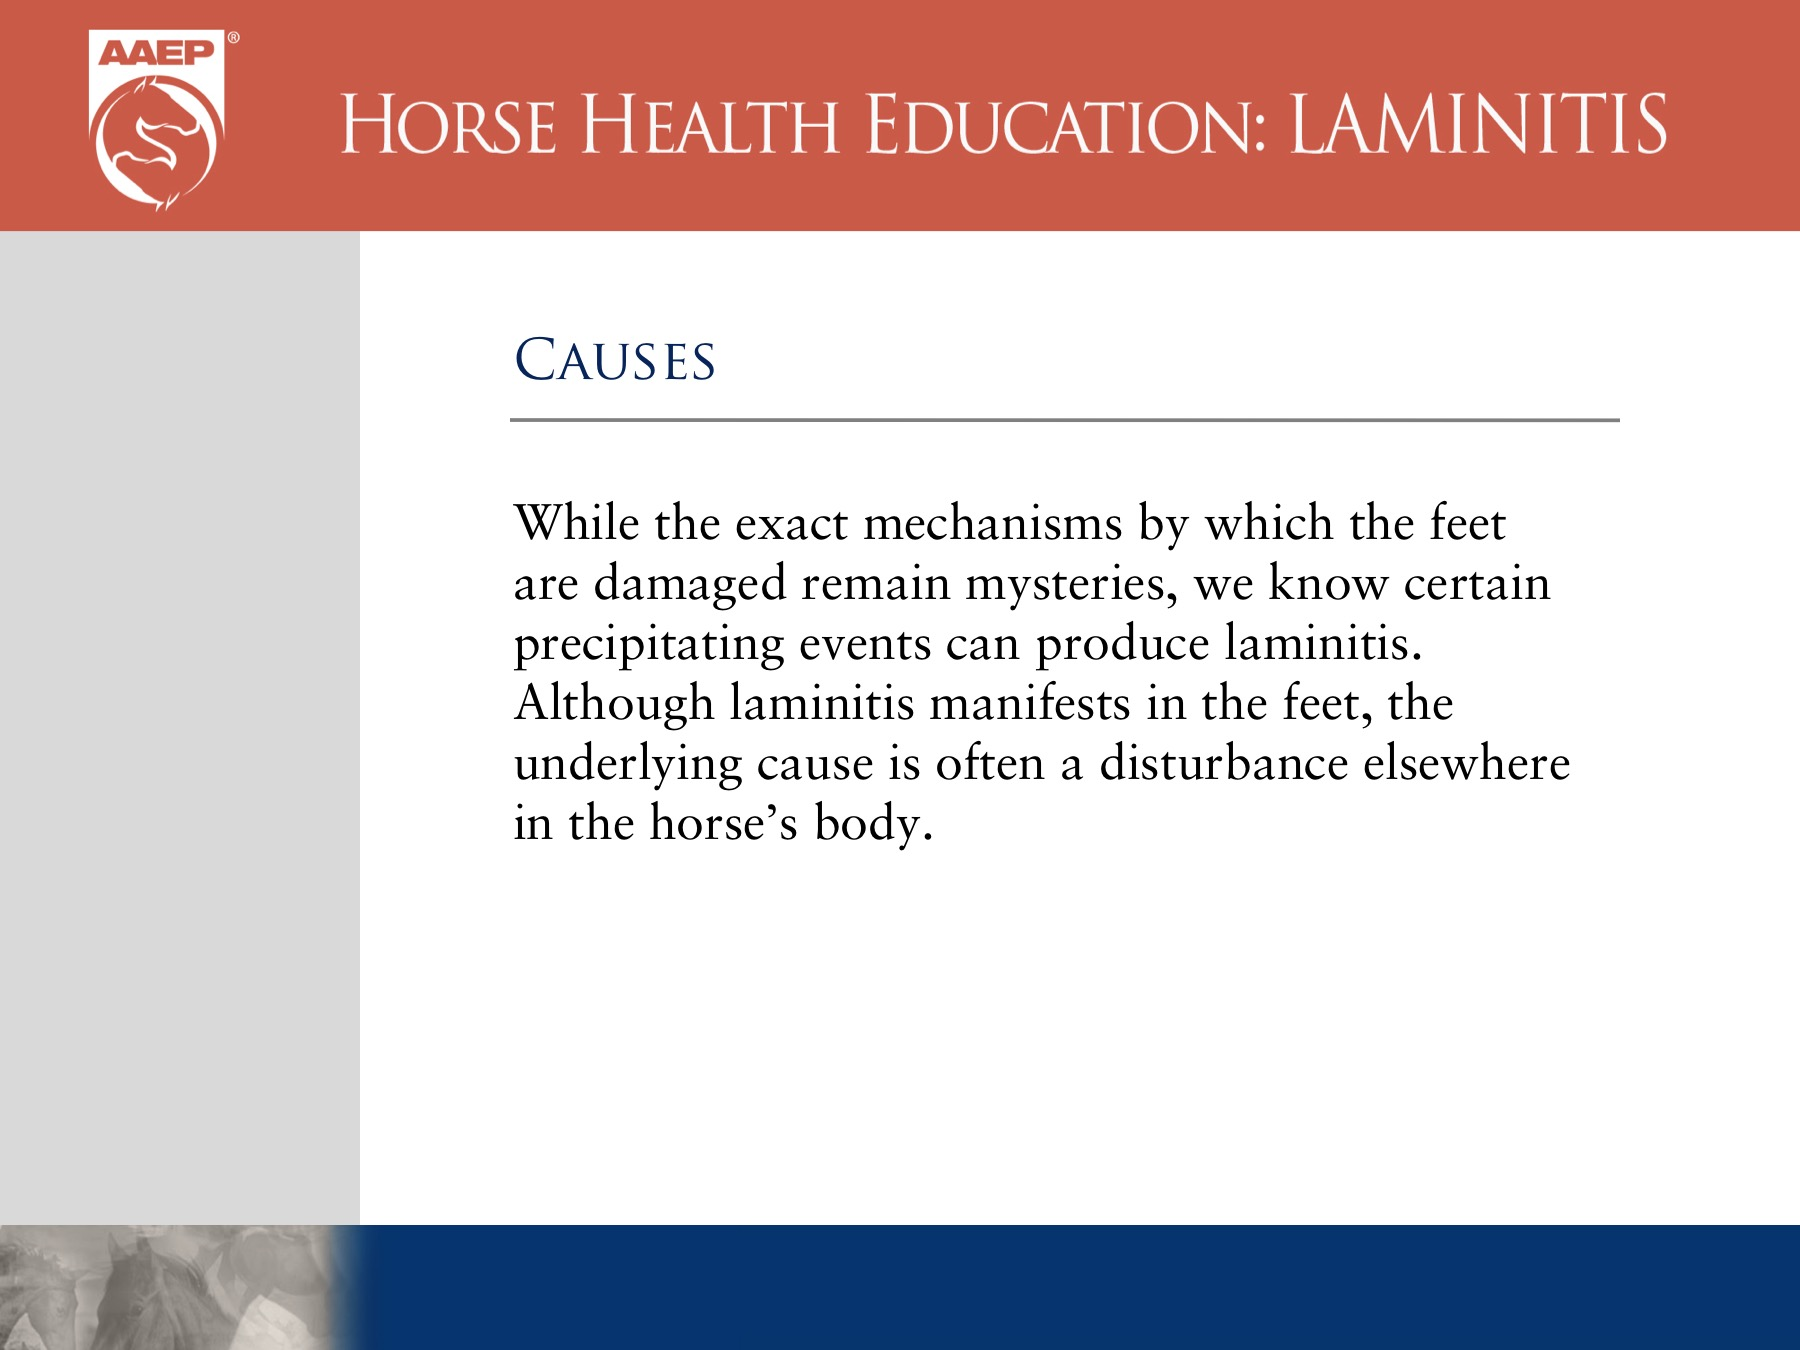 AAEP®
HORSE HEALTH EDUCATION: LAMINITIS
CAUSES
While the exact mechanisms by which the feet
are damaged remain mysteries, we know certain
precipitating events can produce laminitis.
Although laminitis manifests in the feet, the
underlying cause is often a disturbance elsewhere
in the horse’s body.